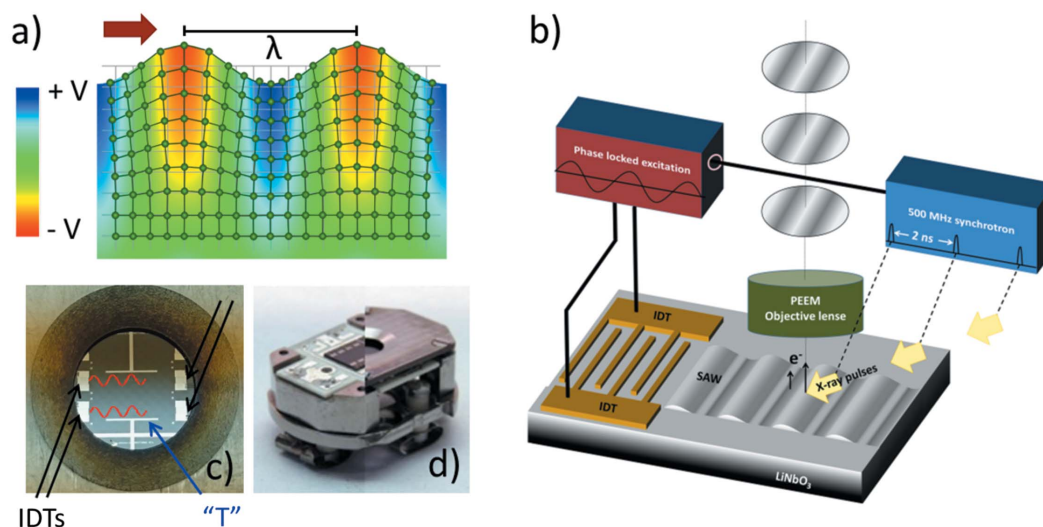 a)
λ
+ V
- V
IDTs
"T"
c)
d)
b)
Phase locked excitation
500 MHz synchrotron
2 ns
PEEM
Objective lense
IDT
SAW
e-
X-ray pulses
IDT
LiNbO3